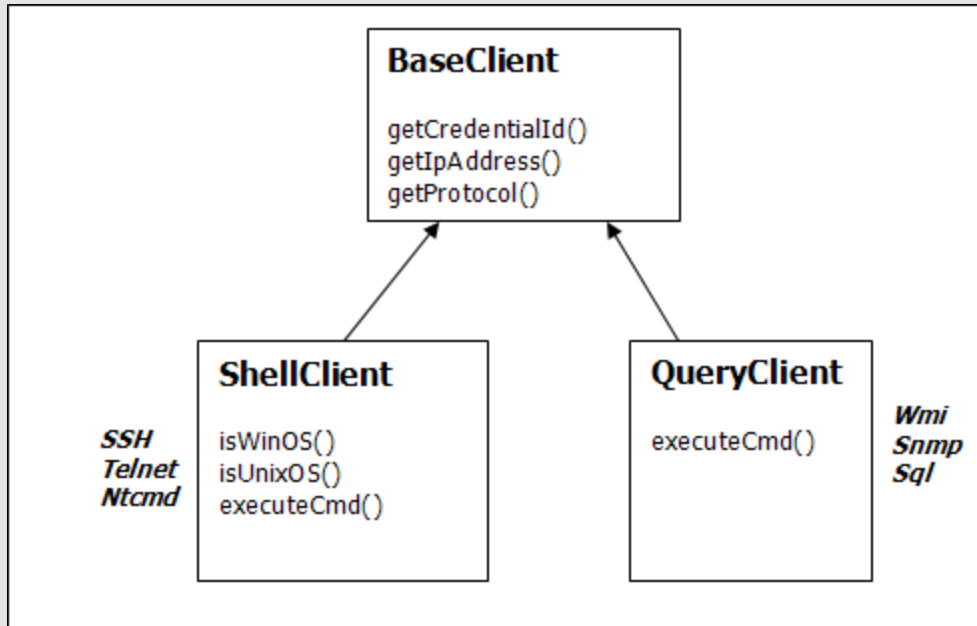 BaseClient
getCredentialId()
getIpAddress()
getProtocol()
ShellClient
isWinOS()
isUnixOS()
executeCmd()
SSH
Telnet
Ntcmd
QueryClient
executeCmd()
Wmi
Snmp
Sql